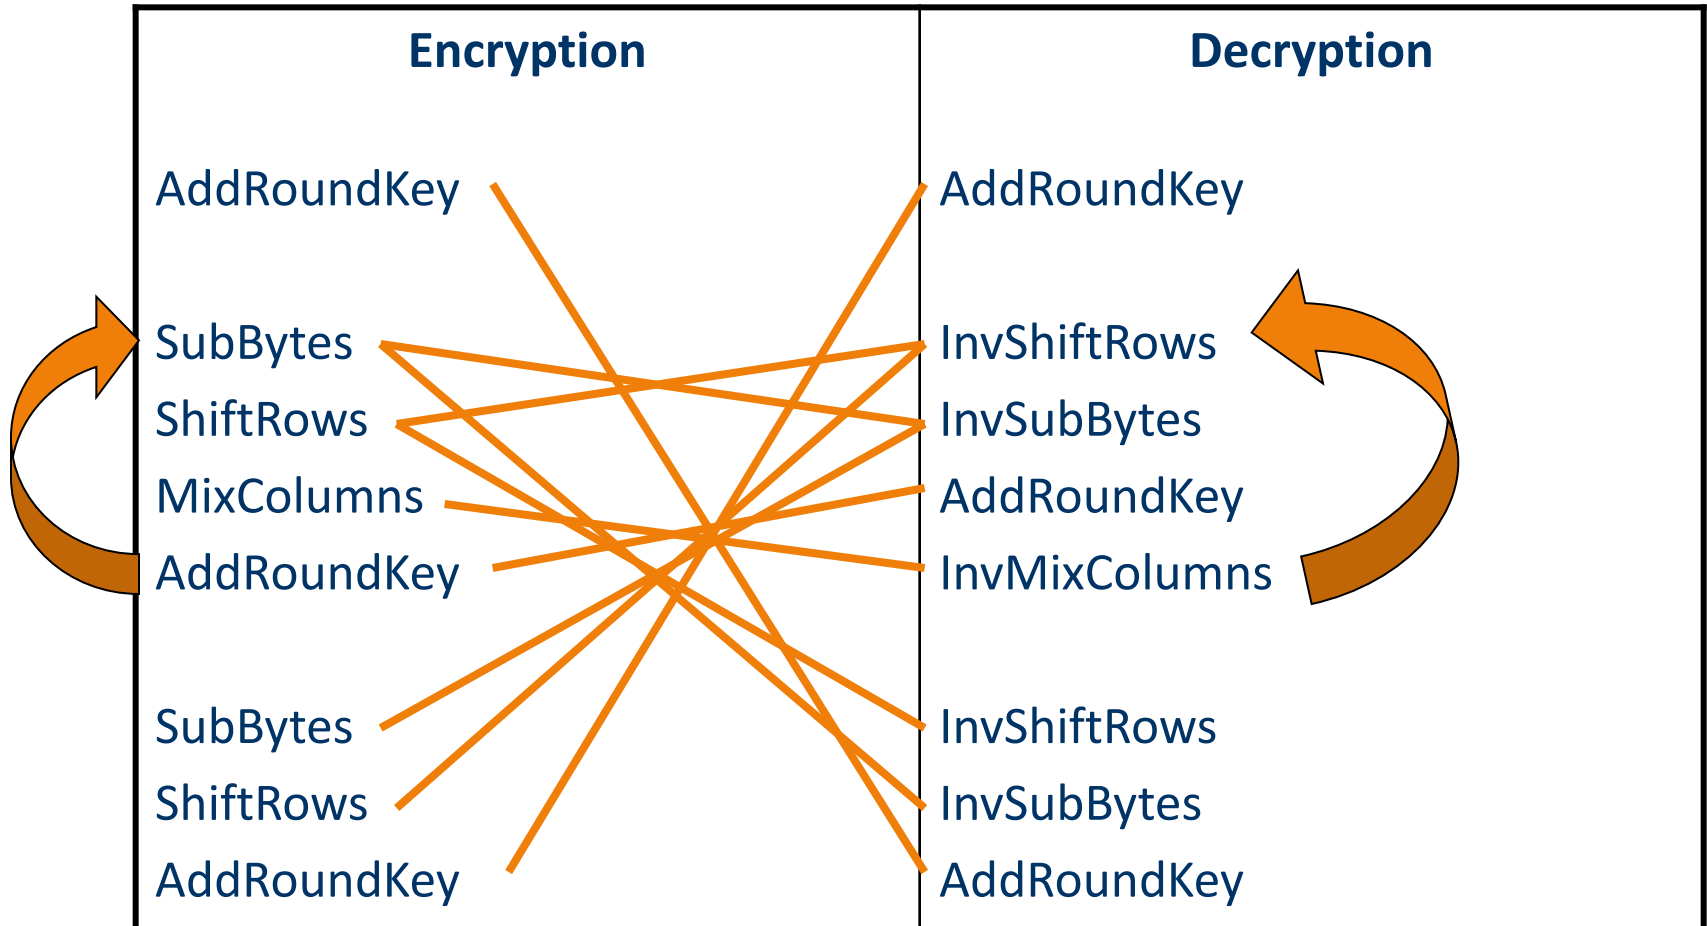 Encryption
AddRoundKey
SubBytes
ShiftRows
MixColumns
AddRoundKey
SubBytes
ShiftRows
AddRoundKey
Decryption
AddRoundKey
InvShiftRows
InvSubBytes
AddRoundKey
InvMixColumns
InvShiftRows
InvSubBytes
AddRoundKey